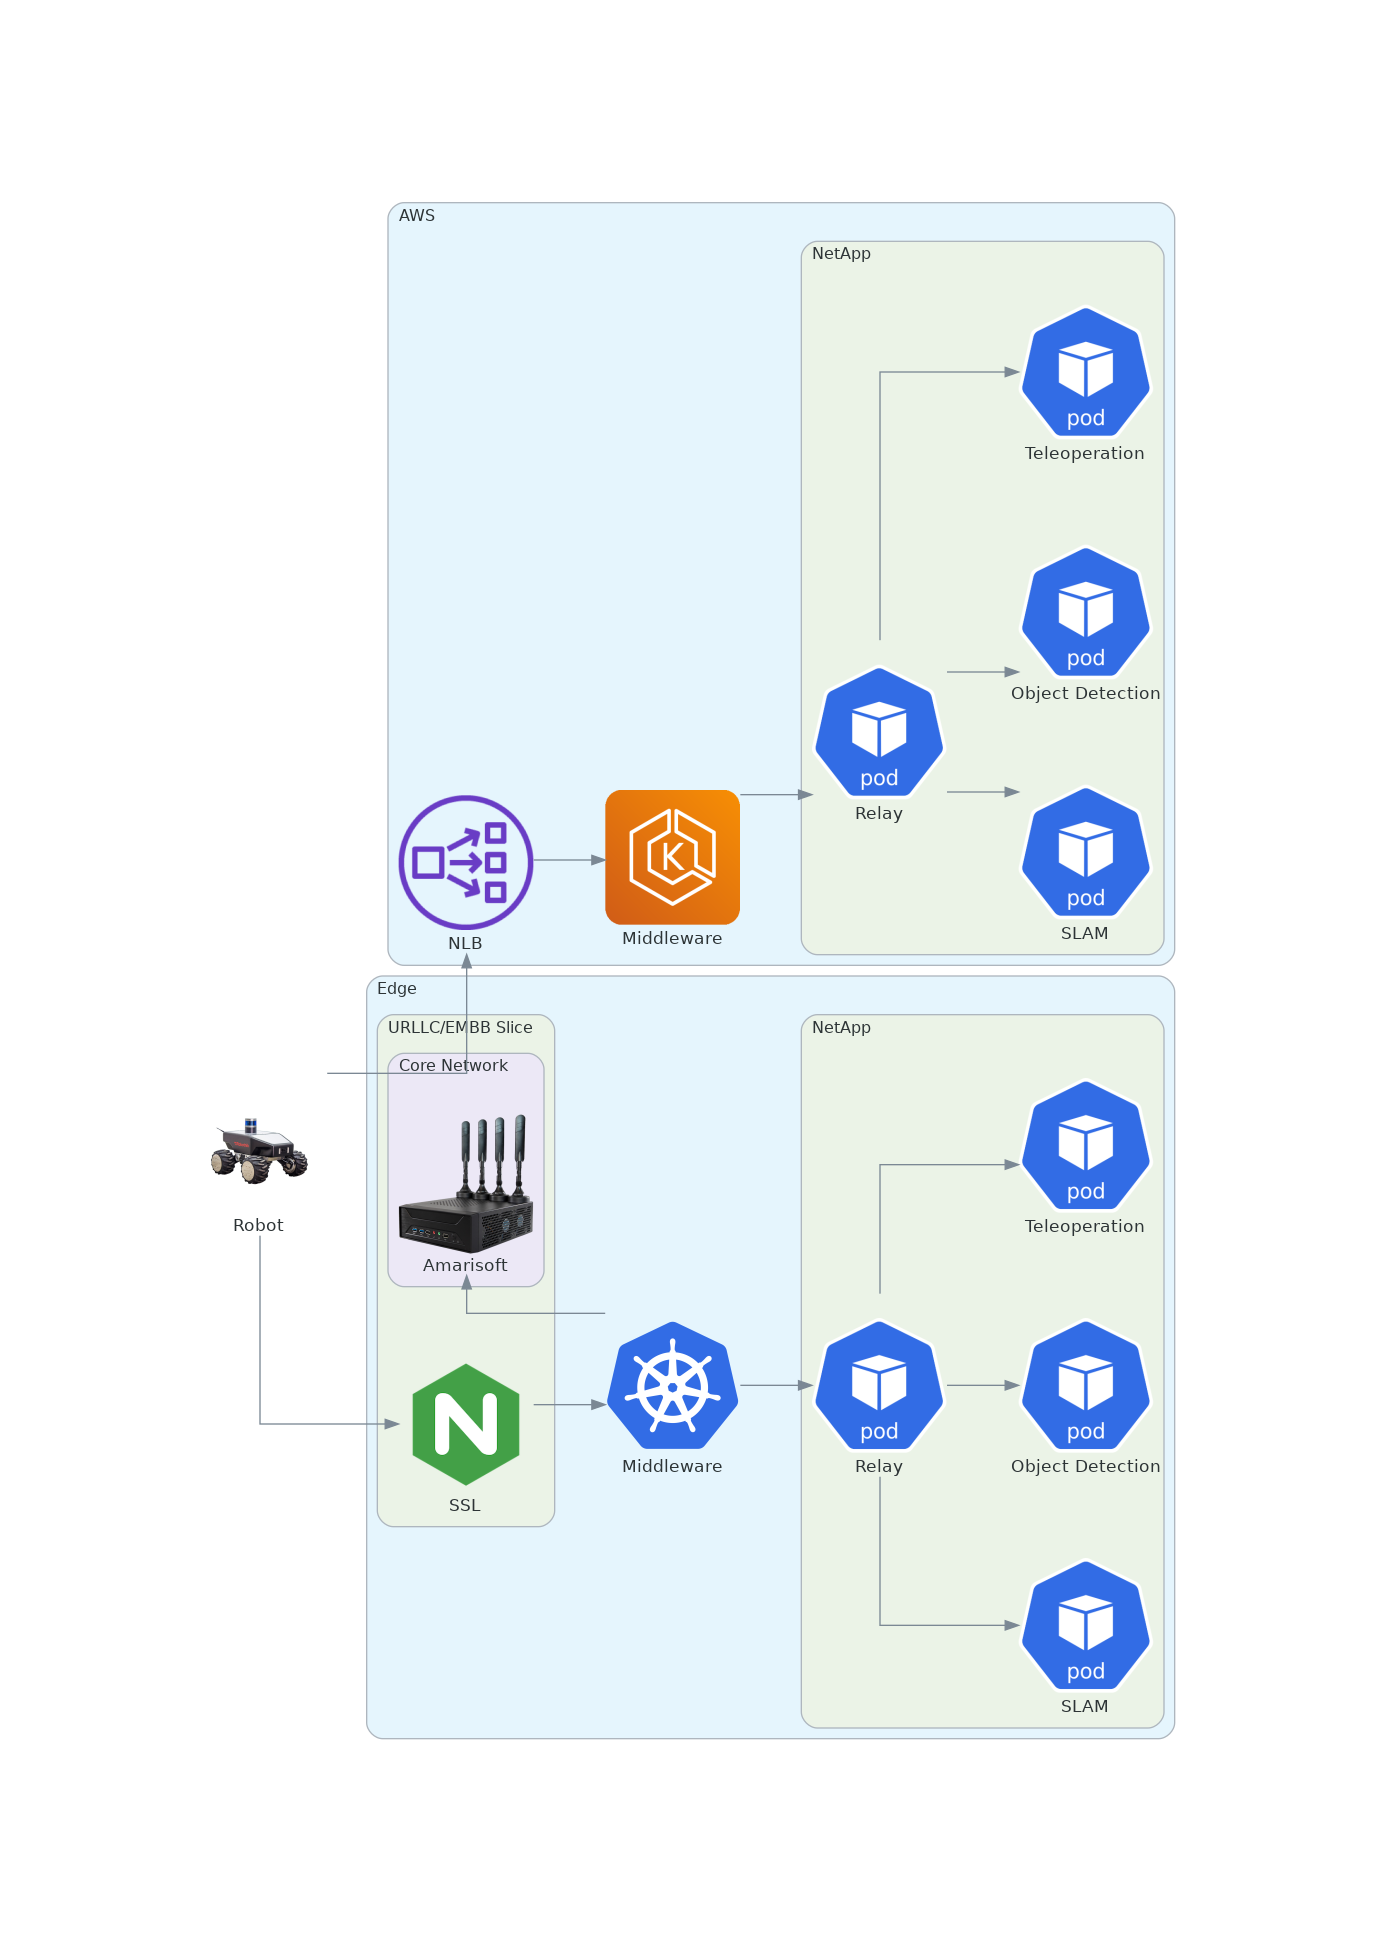 AWS
NetApp
pod
Teleoperation
pod
Object Detection
pod
Relay
K
NLB
Middleware
pod
SLAM
Edge
URLLC/EMBB Slice
NetApp
Core Network
pod
Teleoperation
Robot
Amarisoft
N
SSL
Middleware
pod
Relay
pod
Object Detection
pod
SLAM